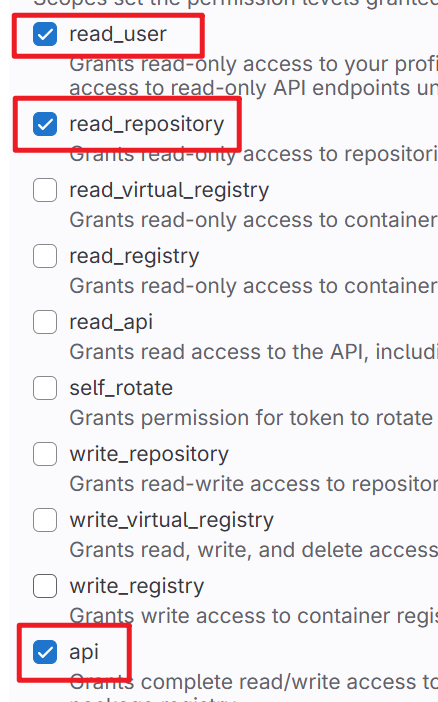 Scopes set the permission levels granted
read_user
Grants read-only access to your profi
access to read-only API endpoints un
read_repository
Grants read-only access to repositori
read_virtual_registry
Grants read-only access to container
read_registry
Grants read-only access to container
read_api
Grants read access to the API, includi
self_rotate
Grants permission for token to rotate
write_repository
Grants read-write access to repositor
write_virtual_registry
Grants read, write, and delete access
write_registry
Grants write access to container regis
api
Grants complete read/write access to
package registry